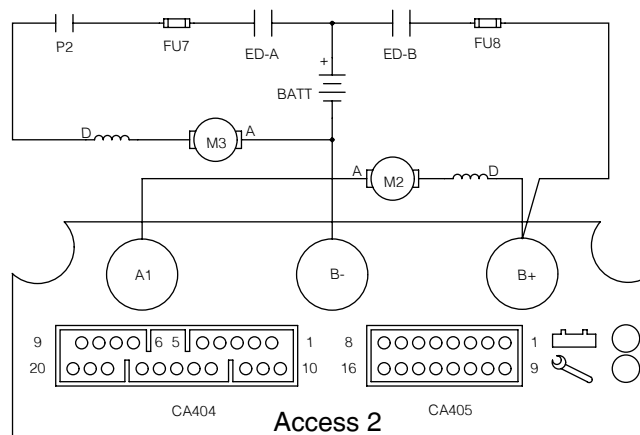 P2 FU7 ED-A ED-B FU8
+
BATT
D M3 A
A M2 D
A1 B- B+
9 6 5 1 8 1
20 10 16 9
CA404 CA405
Access 2